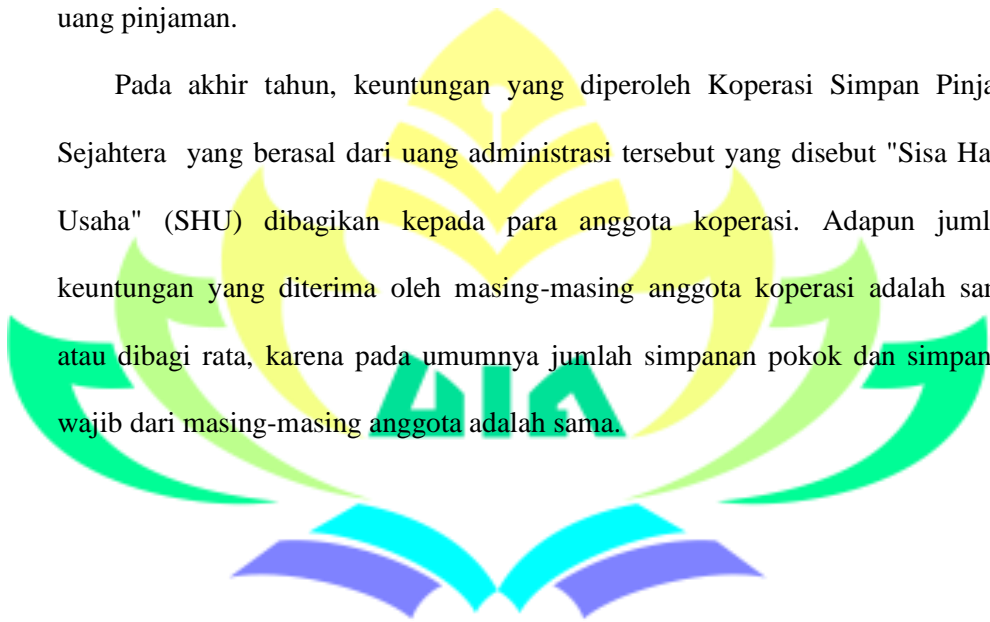 uang pinjaman.
Pada akhir tahun, keuntungan yang diperoleh Koperasi Simpan Pinja
Sejahtera yang berasal dari uang administrasi tersebut yang disebut "Sisa Ha
Usaha" (SHU) dibagikan kepada para anggota koperasi. Adapun juml
keuntungan yang diterima oleh masing-masing anggota koperasi adalah sa
atau dibagi rata, karena pada umumnya jumlah simpanan pokok dan simpan
wajib dari masing-masing anggota adalah sama.
UIN